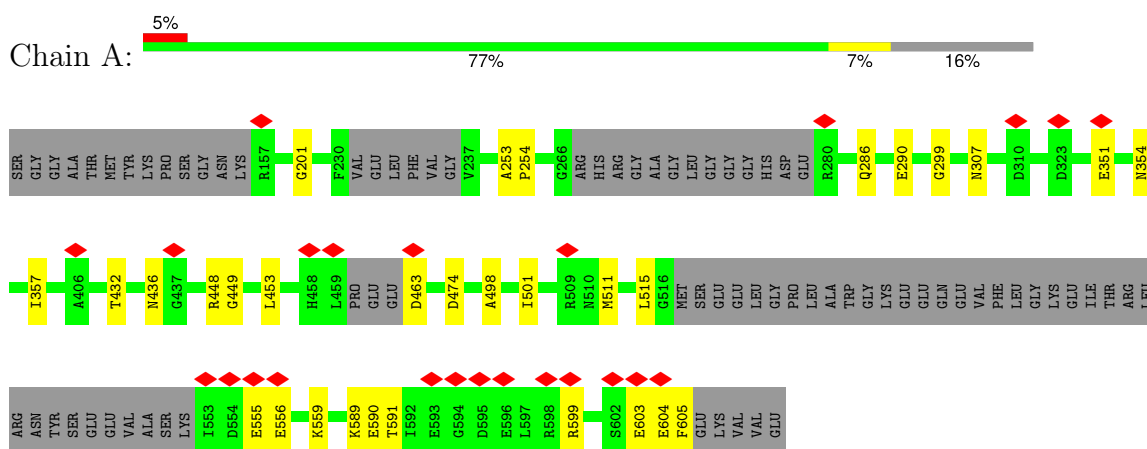 5%
Chain A:
77% 7% 16%
SER GLY GLY ALA THR MET TYR LYS PRO SER GLY ASN LYS R157 G201 F230 VAL GLU LEU PHE VAL GLY V237 A253 P254 G266 ARG HIS ARG GLY ALA GLY LEU GLY GLY GLY GLY HIS ASP GLU R280 Q286 E290 G299 N307 D310 D323 E351 N354
I357 A406 T432 N436 G437 R448 G449 L453 H458 L459 PRO GLU GLU D463 D474 A498 I501 R509 N510 M511 L515 G516 MET SER GLU GLU LEU GLY PRO LEU ALA TRP GLY LYS GLU GLU GLN GLU VAL PHE LEU GLY LYS GLU ILE THR ARG LEU
ARG ASN TYR SER GLU GLU VAL ALA SER LYS I553 D554 E555 E556 K559 K589 E590 T591 I592 E593 G594 D595 E596 L597 R598 R599 S602 E603 E604 F605 GLU LYS VAL VAL GLU